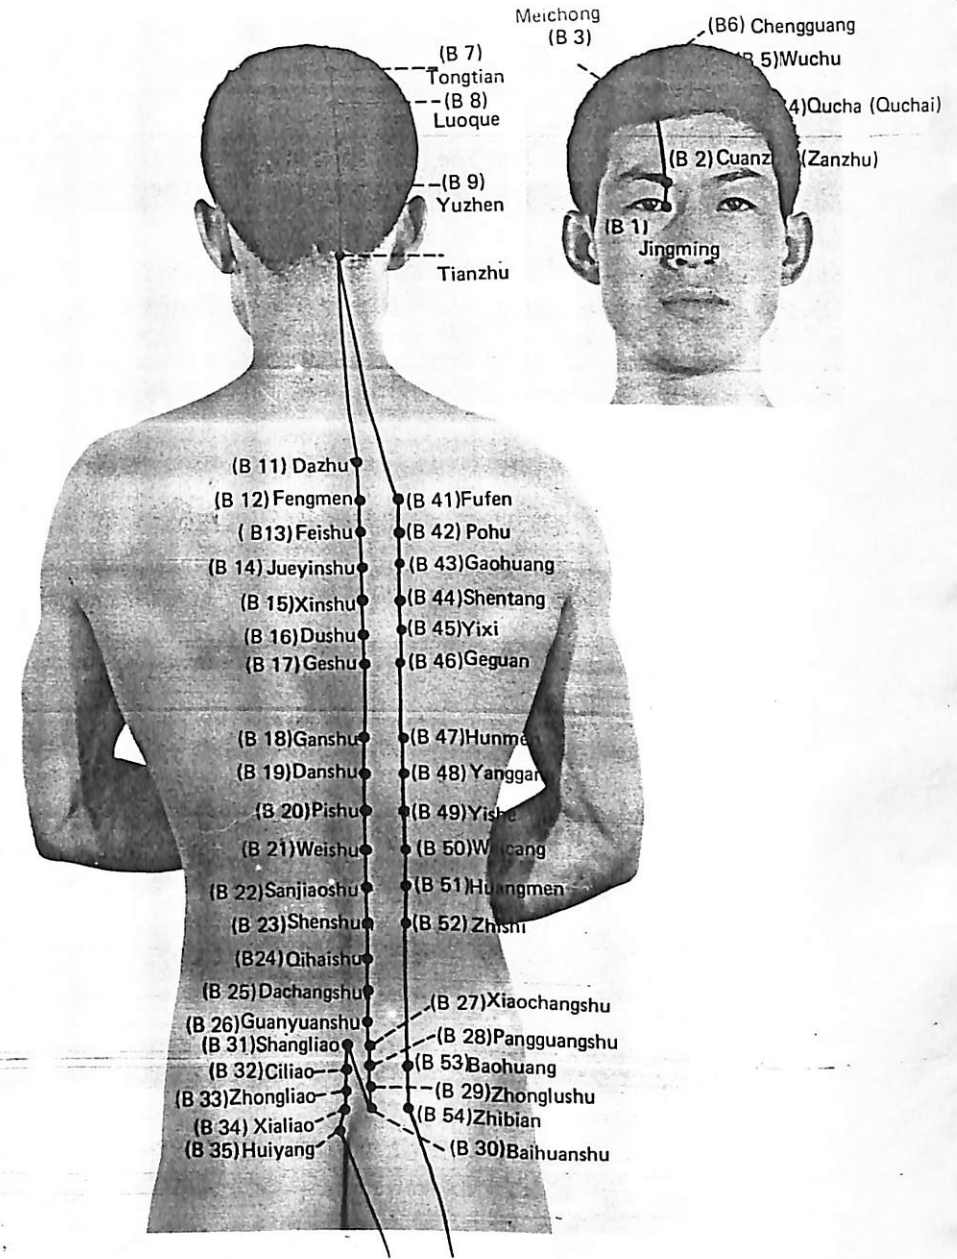 Meichong
(B 3)
(B6) Chengguang
5) Wuchu
4) Qucha (Quchai)
(B 2) Cuanz (Zanzhu)
(B 1)
Jingming
(B 7)
Tongtian
(B 8)
Luoque
(B 9)
Yuzhen
Tianzhu
(B 11) Dazhu
(B 12) Fengmen
(B 41) Fufen
( B13) Feishu
(B 42) Pohu
(B 14) Jueyinshu
(B 43) Gaohuang
(B 15) Xinshu
(B 44) Shentang
(B 16) Dushu
(B 45) Yixi
(B 17) Geshu
(B 46) Geguan
(B 18) Ganshu
(B 47) Hunme
(B 19) Danshu
(B 48) Yanggan
(B 20) Pishu
(B 49) Yishe
(B 21) Weishu
(B 50) W cang
(B 22) Sanjiaoshu
(B 51) Huangmen
(B 23) Shenshu
(B 52) Zhishi
(B24) Qihaishu
(B 25) Dachangshu
(B 26) Guanyuanshu
(B 27) Xiaochangshu
(B 31) Shangliao
(B 28) Pangguangshu
(B 32) Ciliao
(B 53) Baohuang
(B 33) Zhongliao
(B 29) Zhonglushu
(B 34) Xialiao
(B 54) Zhibian
(B 35) Huiyang
(B 30) Baihuanshu